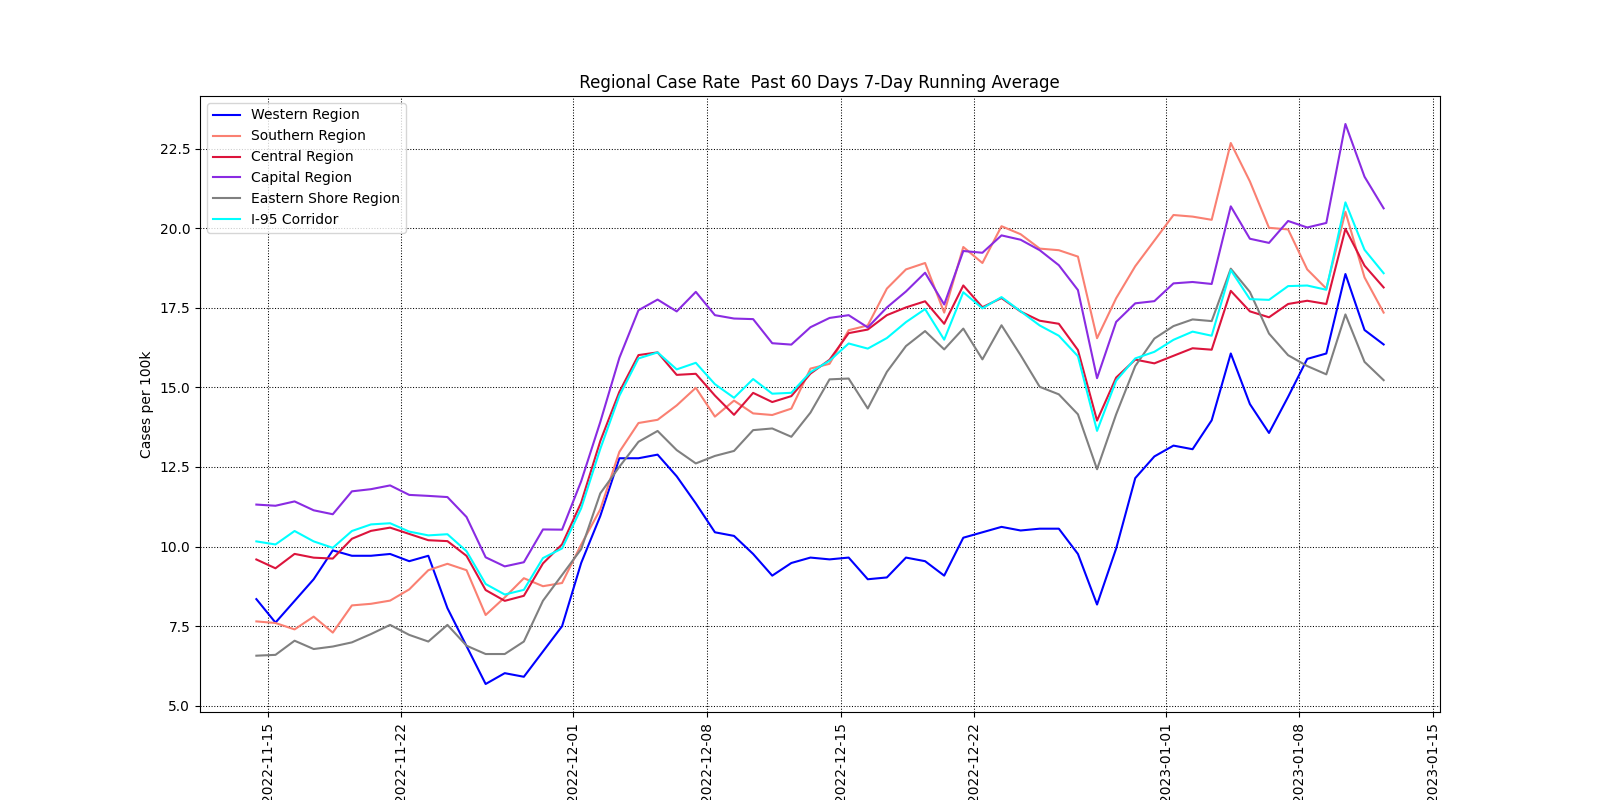 Regional Case Rate  Past 60 Days 7-Day Running Average
Western Region
Southern Region
Central Region
Capital Region
Eastern Shore Region
I-95 Corridor
Cases per 100k
22.5
20.0
17.5
15.0
12.5
10.0
7.5
5.0
2022-11-15
2022-11-22
2022-12-01
2022-12-08
2022-12-15
2022-12-22
2023-01-01
2023-01-08
2023-01-15